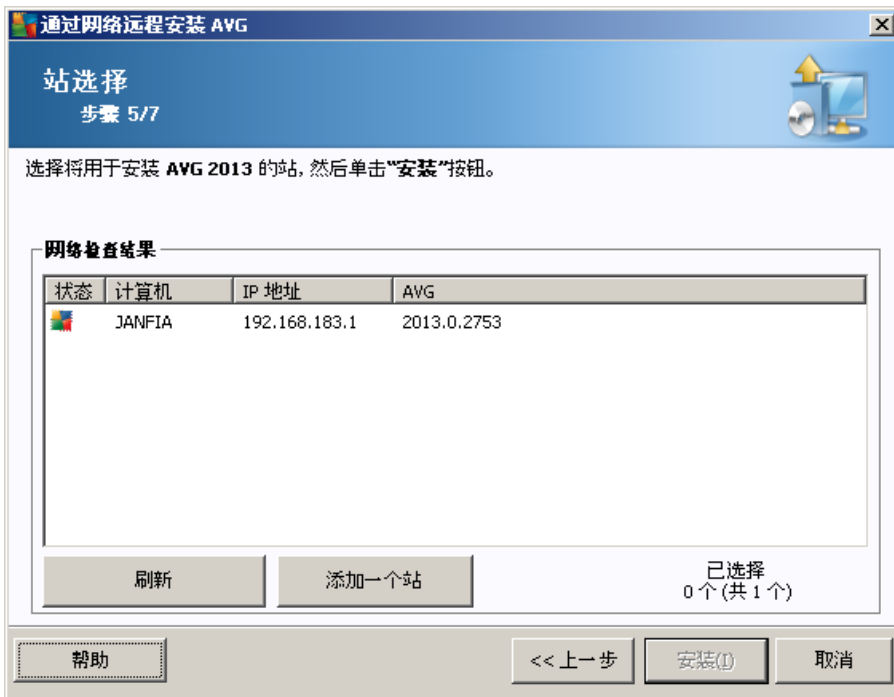 通过网络远程安装 AVG
站选择
步骤 5/7
选择将用于安装 AVG 2013 的站, 然后单击"安装"按钮。
网络检查结果
状态 计算机 IP 地址 AVG
JANFIA 192.168.183.1 2013.0.2753
刷新 添加一个站 已选择
0 个 (共 1 个)
帮助 << 上一步 安装(I) 取消